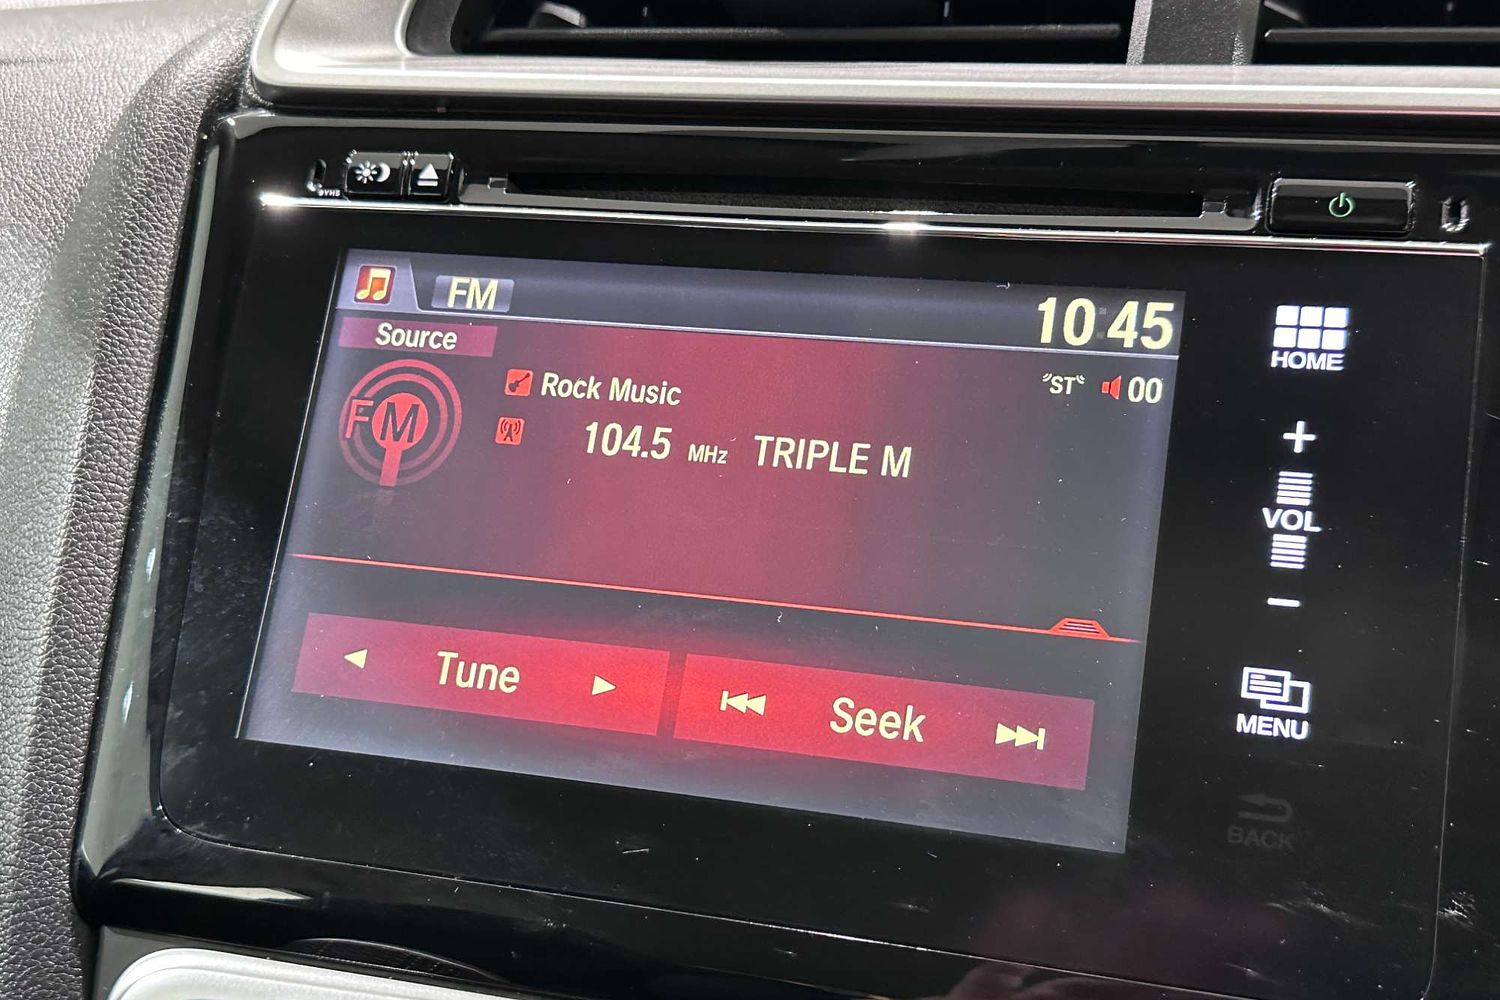 FM
10:45
Source
FM
Rock Music
ST
00
104.5 MHz TRIPLE M
Tune
Seek
HOME
+
VOL
−
MENU
BACK